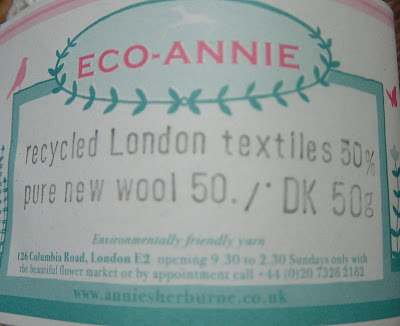 ECO-ANNIE
recycled London textiles 50%
pure new wool 50./· DK 50g
Environmentally friendly yarn
126 Columbia Road, London E2 opening 9.30 to 2.30 Sundays only with
the beautiful flower market or by appointment call +44 (0)20 7328 2182
www.anniesherburne.co.uk